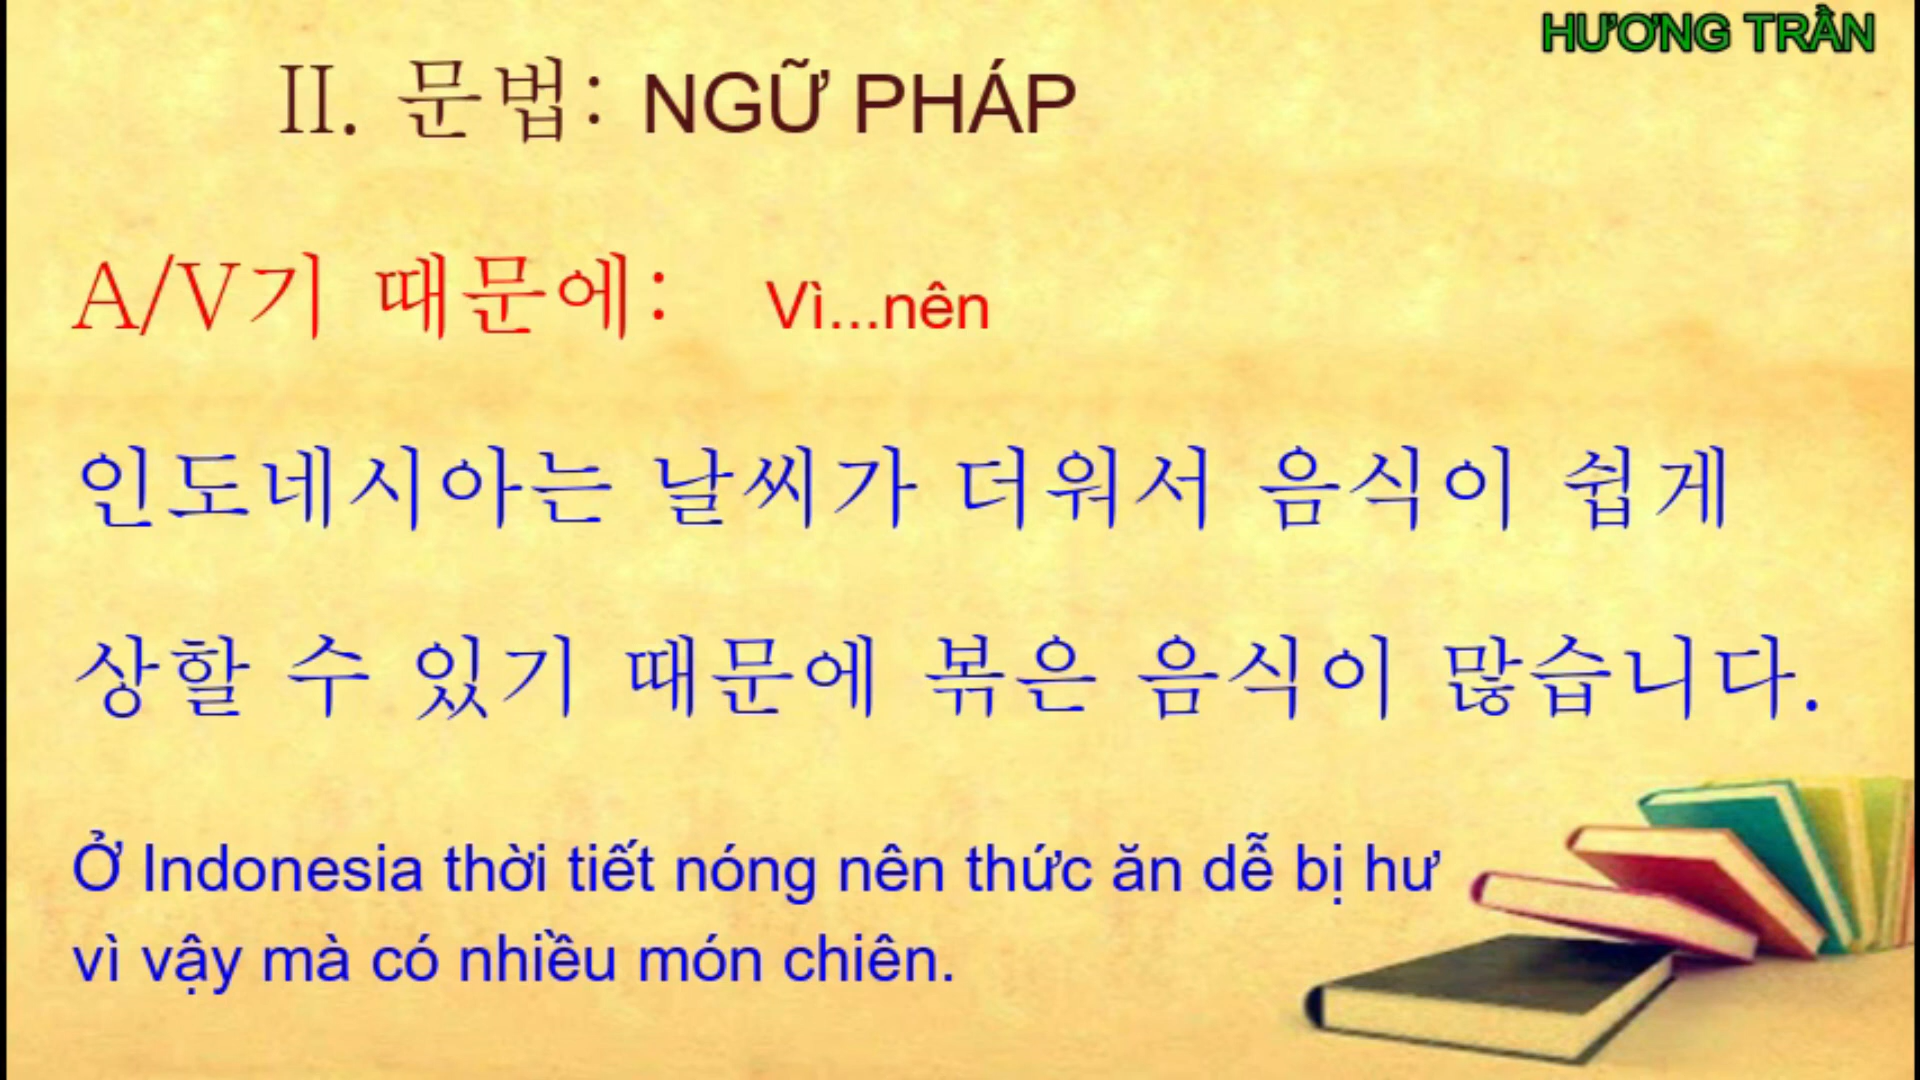 HƯƠNG TRẦN
II. 문법: NGỮ PHÁP
A/V기 때문에: Vì...nên
인도네시아는 날씨가 더워서 음식이 쉽게
상할 수 있기 때문에 볶은 음식이 많습니다.
Ở Indonesia thời tiết nóng nên thức ăn dễ bị hư
vì vậy mà có nhiều món chiên.